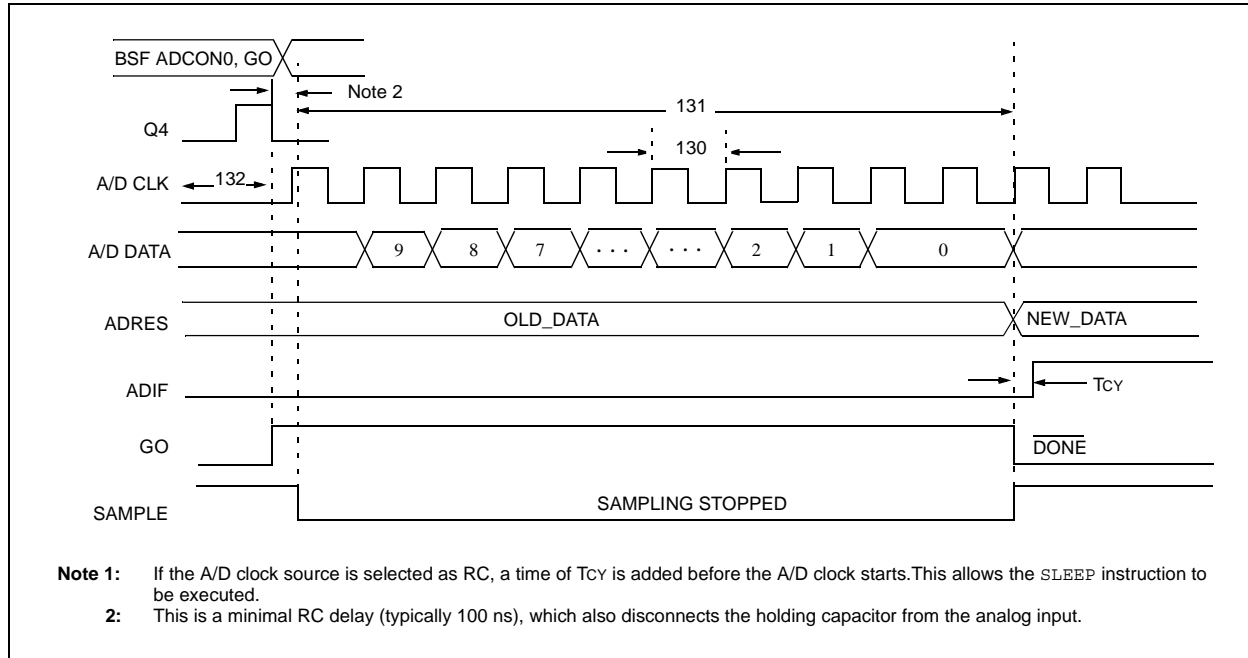 BSF ADCON0, GO
Note 2
131
Q4
130
A/D CLK
132
A/D DATA
9 8 7 · · · · · · 2 1 0
ADRES
OLD_DATA
NEW_DATA
ADIF
TCY
GO
DONE
SAMPLE
SAMPLING STOPPED
Note 1: If the A/D clock source is selected as RC, a time of TCY is added before the A/D clock starts.This allows the SLEEP instruction to
be executed.
2: This is a minimal RC delay (typically 100 ns), which also disconnects the holding capacitor from the analog input.